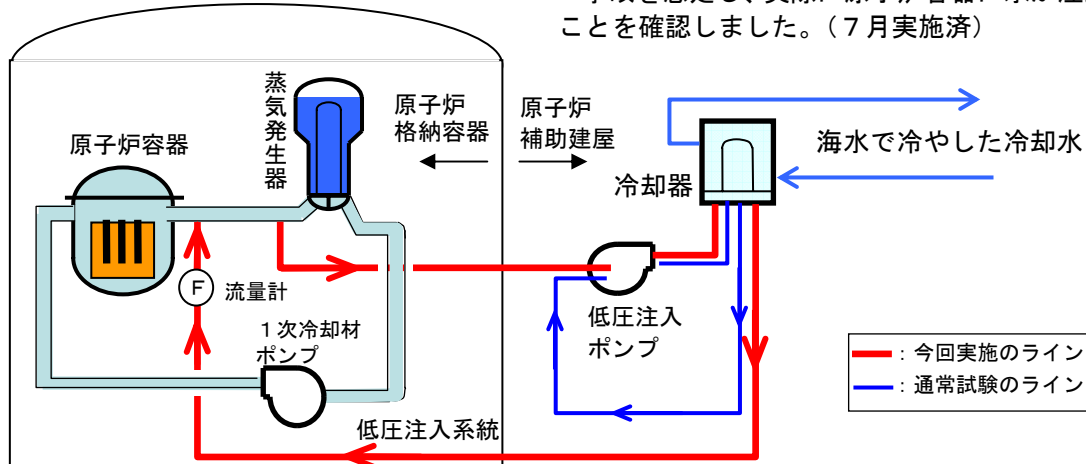 ことを確認しました。(７月実施済)
蒸気発生器
原子炉
格納容器
原子炉
補助建屋
原子炉容器
海水で冷やした冷却水
冷却器
F
流量計
低圧注入
ポンプ
１次冷却材
ポンプ
：今回実施のライン
：通常試験のライン
低圧注入系統